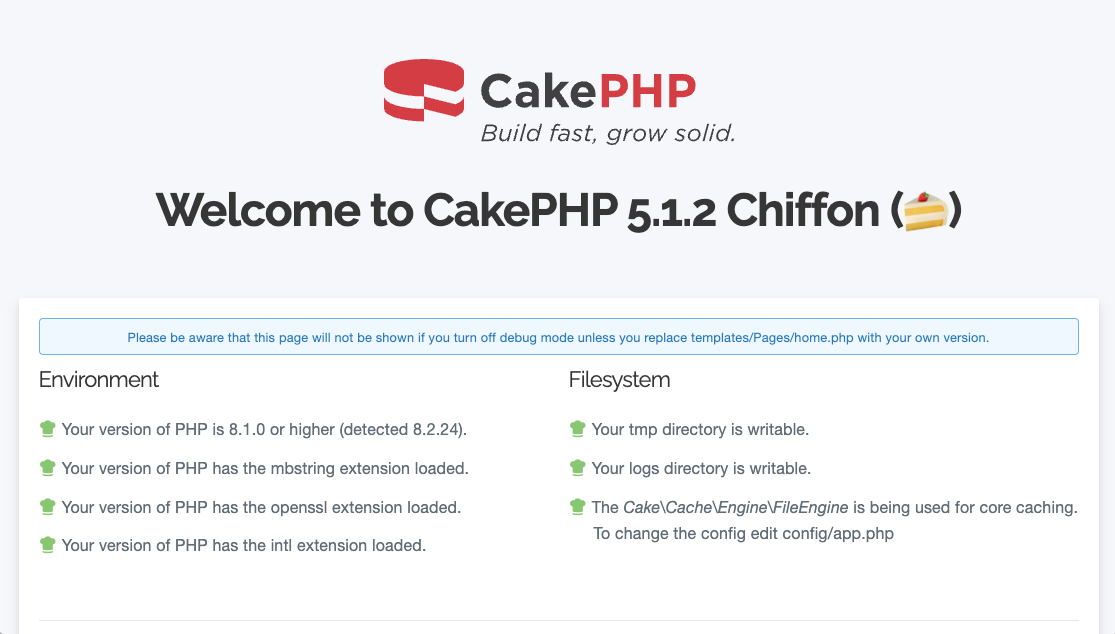 CakePHP
Build fast, grow solid.
Welcome to CakePHP 5.1.2 Chiffon (🍰)
Please be aware that this page will not be shown if you turn off debug mode unless you replace templates/Pages/home.php with your own version.
Environment
Your version of PHP is 8.1.0 or higher (detected 8.2.24).
Your version of PHP has the mbstring extension loaded.
Your version of PHP has the openssl extension loaded.
Your version of PHP has the intl extension loaded.
Filesystem
Your tmp directory is writable.
Your logs directory is writable.
The Cake\Cache\Engine\FileEngine is being used for core caching.
To change the config edit config/app.php